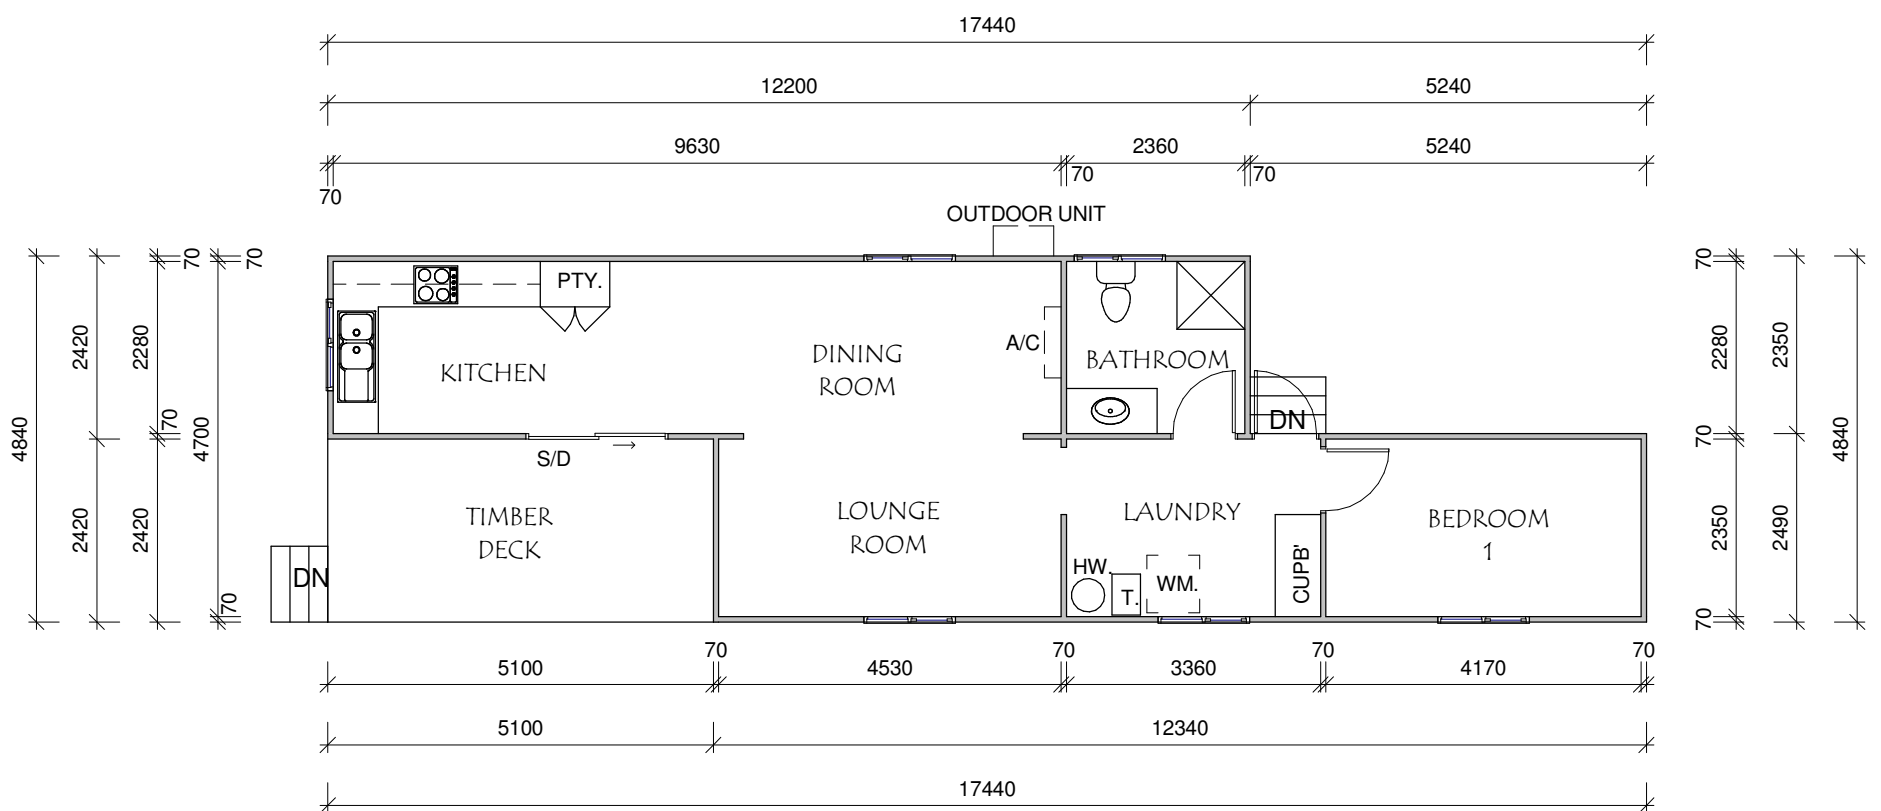 17440
12200
5240
9630
2360
5240
70
70
70
OUTDOOR UNIT
70
70
70
PTY.
4840
2420
2280
KITCHEN
DINING
ROOM
A/C
BATHROOM
2280
2350
4840
70
4700
DN
70
S/D
2420
2420
TIMBER
DECK
LOUNGE
ROOM
LAUNDRY
BEDROOM
1
2350
2490
DN
HW.
T.
WM.
CUPB'
70
70
70
70
70
70
5100
4530
3360
4170
5100
12340
17440